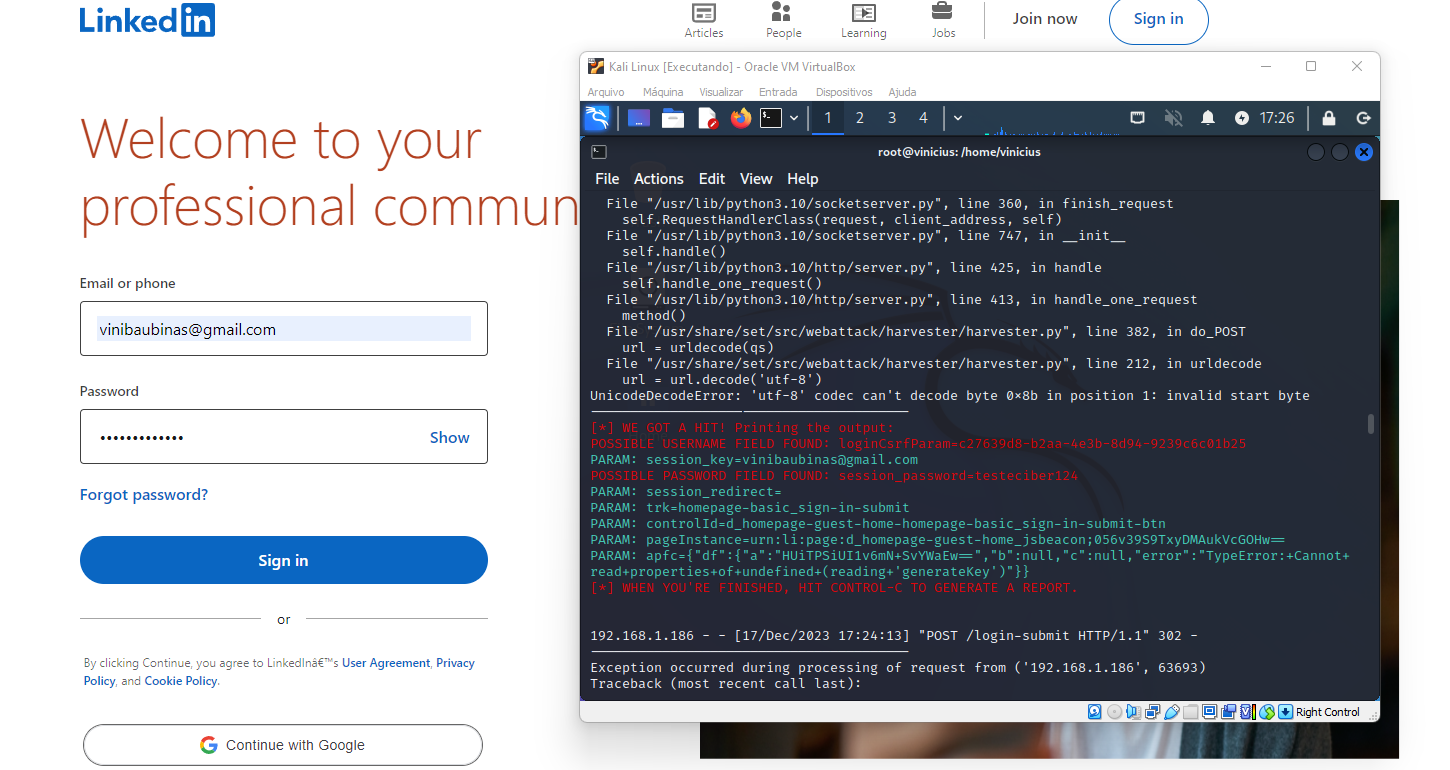 Linked in
Articles
People
Learning
Jobs
Join now
Sign in
Welcome to your
professional commun
Email or phone
vinibaubinas@gmail.com
Password
•••••••••••••
Show
Forgot password?
Sign in
or
By clicking Continue, you agree to LinkedInâ€™s User Agreement, Privacy
Policy, and Cookie Policy.
Continue with Google
Kali Linux [Executando] - Oracle VM VirtualBox
Arquivo Máquina Visualizar Entrada Dispositivos Ajuda
1 2 3 4
17:26
root@vinicius: /home/vinicius
File Actions Edit View Help
File "/usr/lib/python3.10/socketserver.py", line 360, in finish_request
self.RequestHandlerClass(request, client_address, self)
File "/usr/lib/python3.10/socketserver.py", line 747, in __init__
self.handle()
File "/usr/lib/python3.10/http/server.py", line 425, in handle
self.handle_one_request()
File "/usr/lib/python3.10/http/server.py", line 413, in handle_one_request
method()
File "/usr/share/set/src/webattack/harvester/harvester.py", line 382, in do_POST
url = urldecode(qs)
File "/usr/share/set/src/webattack/harvester/harvester.py", line 212, in urldecode
url = url.decode('utf-8')
UnicodeDecodeError: 'utf-8' codec can't decode byte 0×8b in position 1: invalid start byte
[*] WE GOT A HIT! Printing the output:
POSSIBLE USERNAME FIELD FOUND: loginCsrfParam=c27639d8-b2aa-4e3b-8d94-9239c6c01b25
PARAM: session_key=vinibaubinas@gmail.com
POSSIBLE PASSWORD FIELD FOUND: session_password=testeciber124
PARAM: session_redirect=
PARAM: trk=homepage-basic_sign-in-submit
PARAM: controlId=d_homepage-guest-home-homepage-basic_sign-in-submit-btn
PARAM: pageInstance=urn:li:page:d_homepage-guest-home_jsbeacon;056v39S9TxyDMAukVcGOHw==
PARAM: apfc={"df":{"a":"HUiTPSiUI1v6mN+SvYWaEw==","b":null,"c":null,"error":"TypeError:+Cannot+
read+properties+of+undefined+(reading+'generateKey')"}}
[*] WHEN YOU'RE FINISHED, HIT CONTROL-C TO GENERATE A REPORT.
192.168.1.186 - - [17/Dec/2023 17:24:13] "POST /login-submit HTTP/1.1" 302 -
Exception occurred during processing of request from ('192.168.1.186', 63693)
Traceback (most recent call last):
Right Control